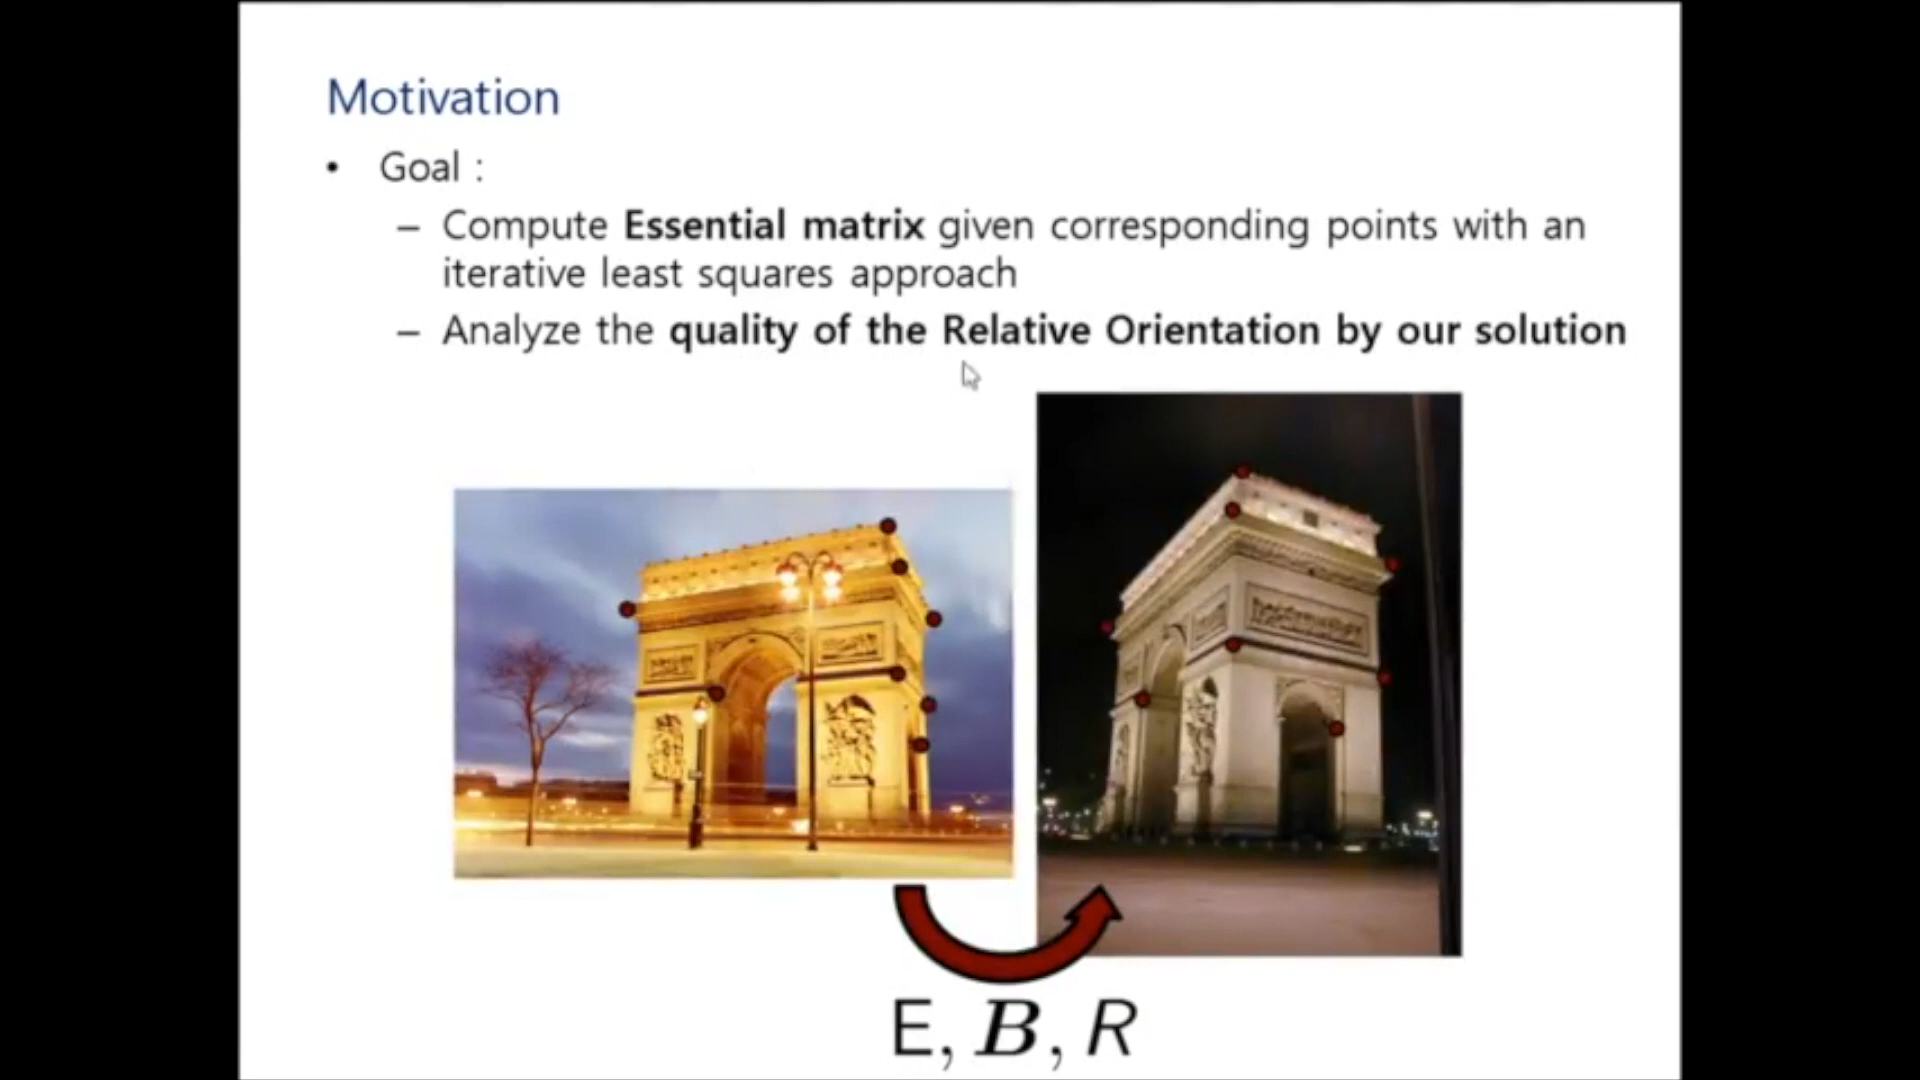 Motivation
• Goal :
– Compute Essential matrix given corresponding points with an
iterative least squares approach
– Analyze the quality of the Relative Orientation by our solution
E, B, R